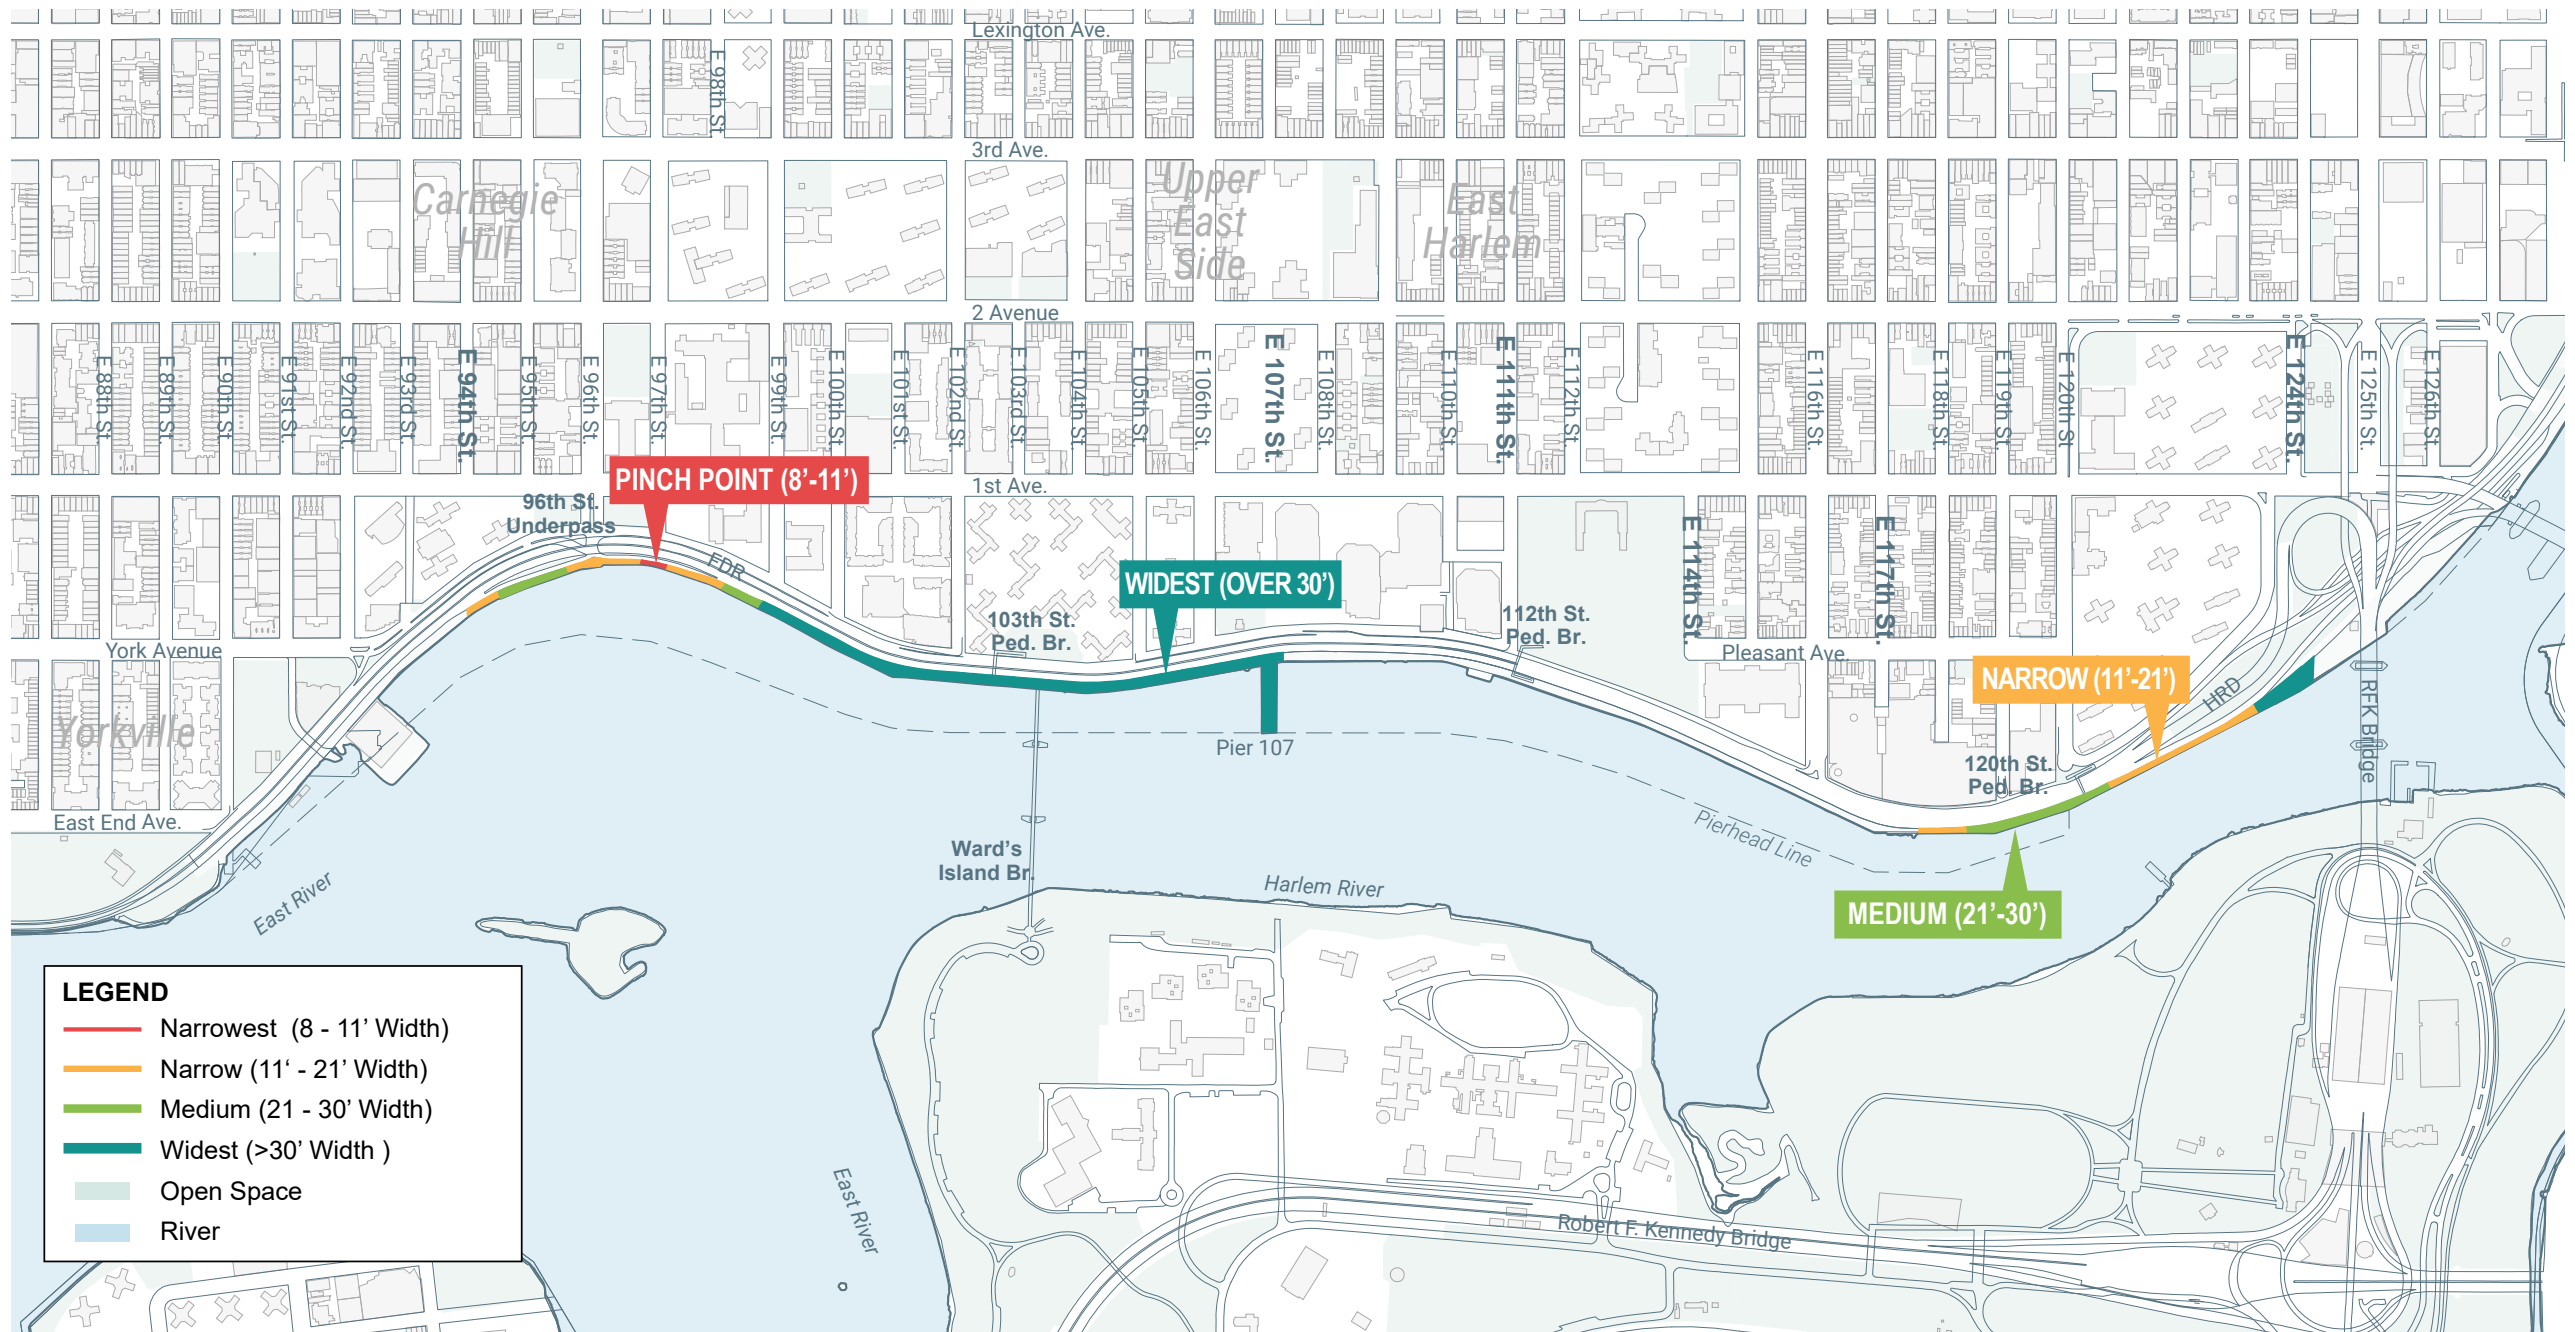 Lexington Ave.
E 98th St.
3rd Ave.
Carnegie
Hill
Upper
East
Side
East
Harlem
2 Avenue
E 88th St.
E 89th St.
E 90th St.
E 91st St.
E 92nd St.
E 93rd St.
E 94th St.
E 95th St.
E 96th St.
E 97th St.
E 99th St.
E 100th St.
E 101st St.
E 102nd St.
E 103rd St.
E 104th St.
E 105th St.
E 106th St.
E 107th St.
E 108th St.
E 110th St.
E 111th St.
E 112th St.
E 116th St.
E 118th St.
E 119th St.
E 120th St.
E 124th St.
E 125th St.
E 126th St.
PINCH POINT (8’-11’)
1st Ave.
96th St.
Underpass
FDR
WIDEST (OVER 30’)
103th St.
Ped. Br.
112th St.
Ped. Br.
E 114th St.
E 117th St.
York Avenue
Pleasant Ave.
NARROW (11’-21’)
HRD
RFK Bridge
Yorkville
Pier 107
120th St.
Ped. Br.
East End Ave.
Pierhead Line
Ward’s
Island Br.
East River
Harlem River
MEDIUM (21’-30’)
LEGEND
Narrowest (8 - 11’ Width)
Narrow (11‘ - 21’ Width)
Medium (21 - 30’ Width)
Widest (>30’ Width )
Open Space
River
East River
Robert F. Kennedy Bridge